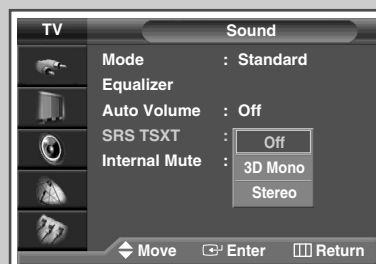 TV Sound
Mode : Standard
Equalizer
Auto Volume : Off
SRS TSXT : Off
3D Mono
Internal Mute :
Stereo
Move Enter Return